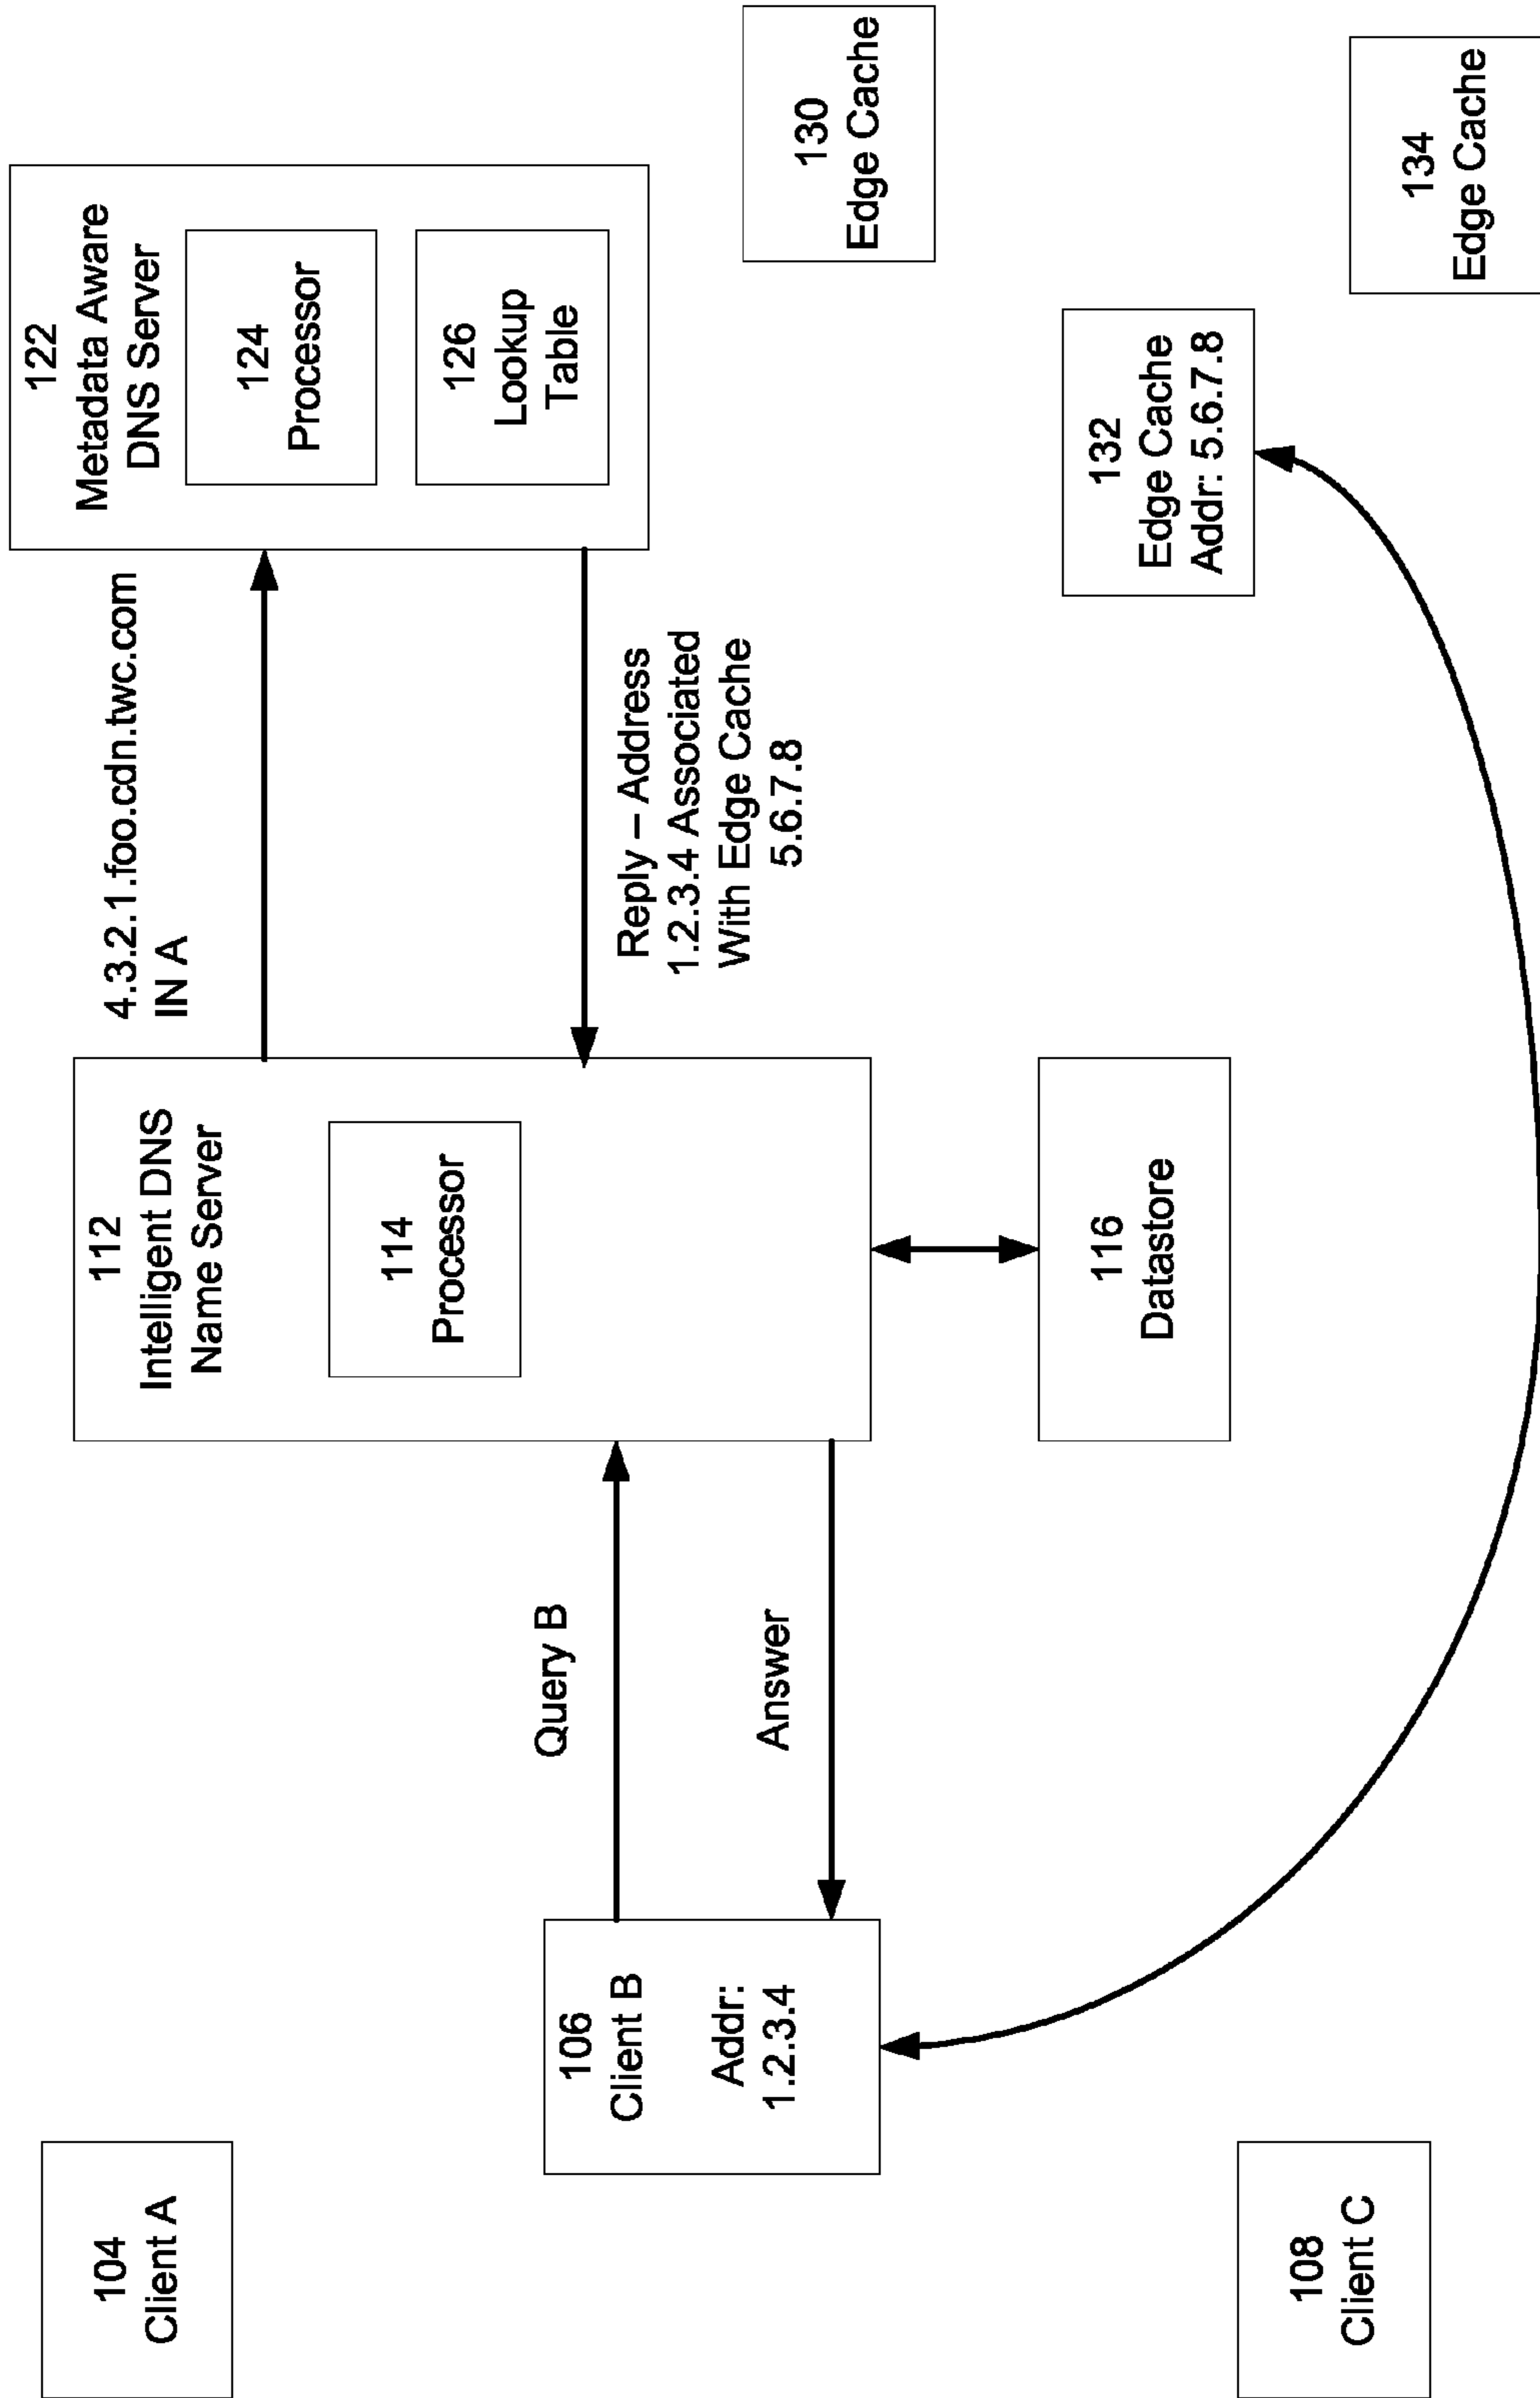 104
Client A
106
Client B
Addr:
1.2.3.4
108
Client C
Query B
Answer
112
Intelligent DNS
Name Server
114
Processor
116
Datastore
4.3.2.1.foo.cdn.twc.com
IN A
Reply – Address
1.2.3.4 Associated
With Edge Cache
5.6.7.8
122
Metadata Aware
DNS Server
124
Processor
126
Lookup
Table
130
Edge Cache
132
Edge Cache
Addr: 5.6.7.8
134
Edge Cache